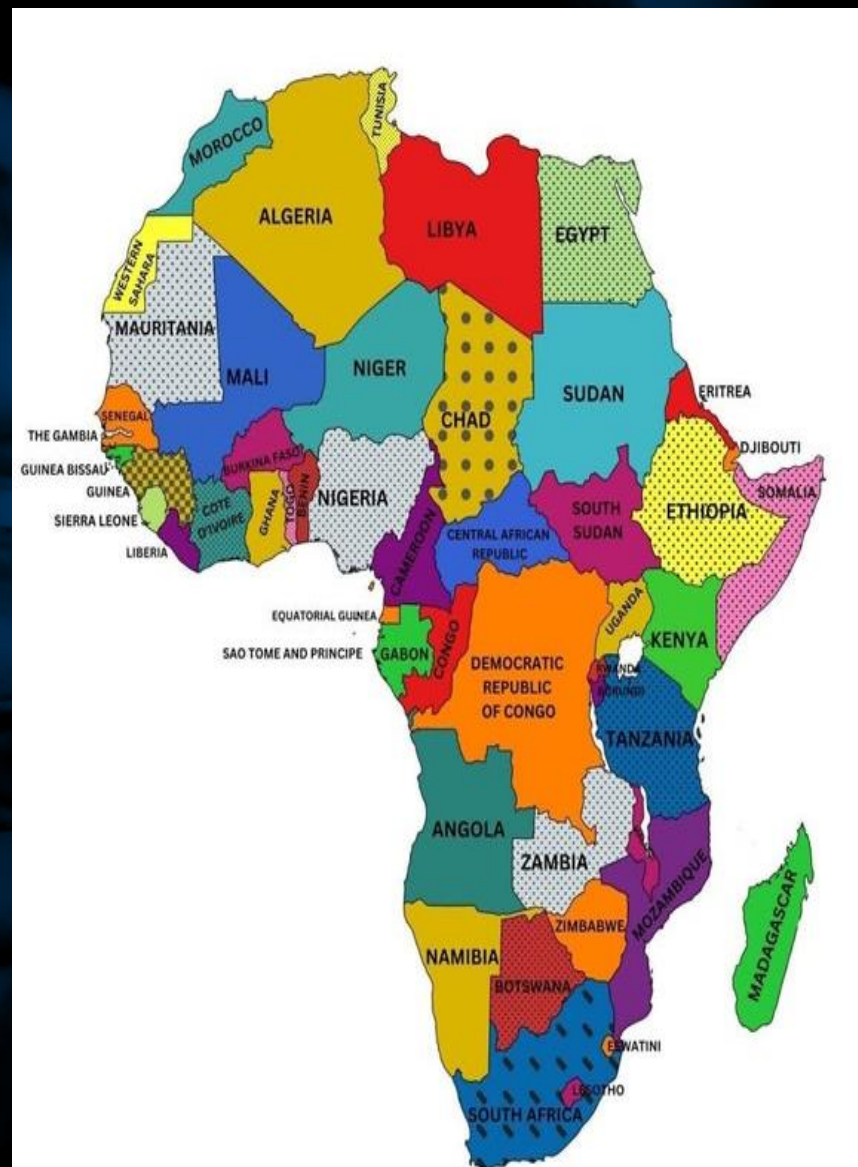 TUNISIA
MOROCCO
ALGERIA
LIBYA
EGYPT
WESTERN
SAHARA
MAURITANIA
MALI
NIGER
CHAD
SUDAN
ERITREA
SENEGAL
THE GAMBIA
GUINEA BISSAU
GUINEA
SIERRA LEONE
LIBERIA
COTE
D'IVOIRE
BURKINA FASO
GHANA
TOGO
BENIN
NIGERIA
CAMEROON
CENTRAL AFRICAN
REPUBLIC
SOUTH
SUDAN
ETHIOPIA
DJIBOUTI
SOMALIA
EQUATORIAL GUINEA
SAO TOME AND PRINCIPE
GABON
CONGO
DEMOCRATIC
REPUBLIC
OF CONGO
UGANDA
KENYA
RWANDA
BURUNDI
TANZANIA
ANGOLA
ZAMBIA
MOZAMBIQUE
MADAGASCAR
NAMIBIA
ZIMBABWE
BOTSWANA
ESWATINI
LESOTHO
SOUTH AFRICA